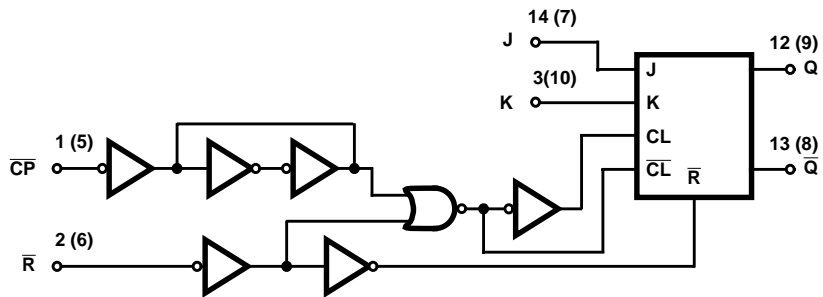 14 (7)
J
3(10)
K
12 (9)
Q
J
K
CL
C̅L̅
R̅
13 (8)
Q̅
1 (5)
C̅P̅
2 (6)
R̅